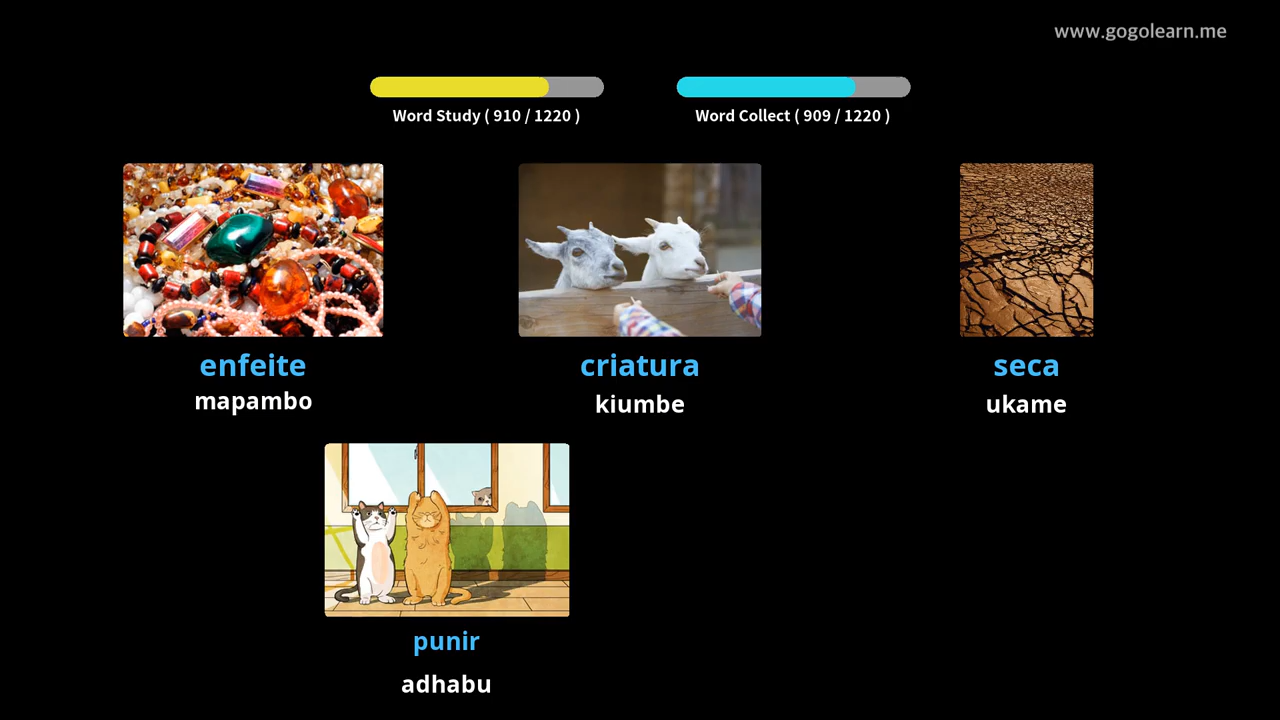 www.gogolearn.me
Word Study ( 910 / 1220 )
Word Collect ( 909 / 1220 )
enfeite
mapambo
criatura
kiumbe
seca
ukame
punir
adhabu